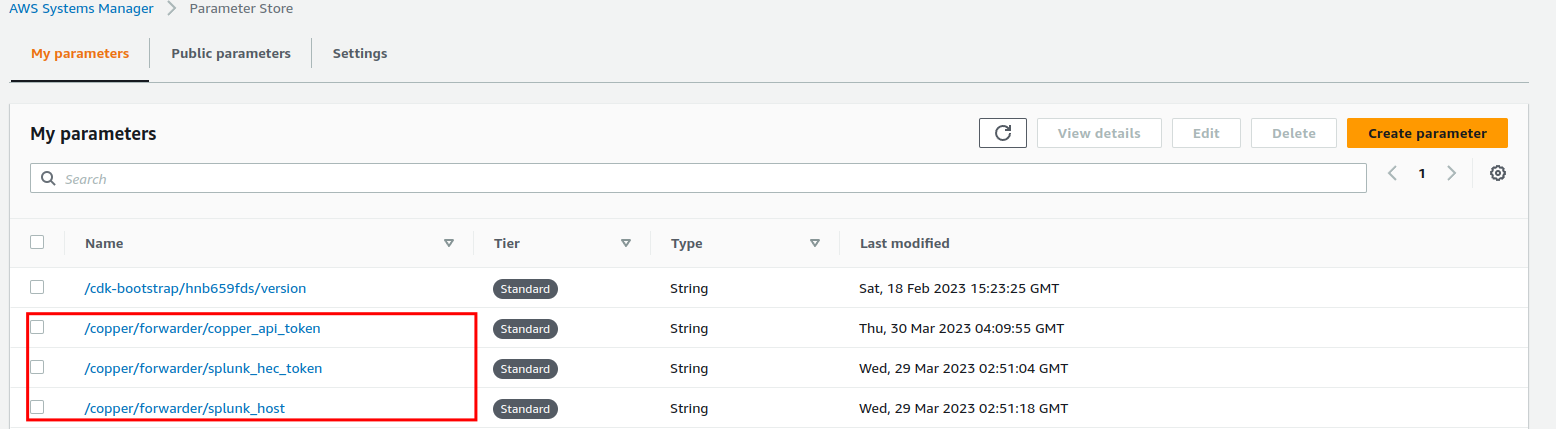 AWS Systems Manager > Parameter Store
My parameters Public parameters Settings
My parameters View details Edit Delete Create parameter
Search 1
Name Tier Type Last modified
/cdk-bootstrap/hnb659fds/version Standard String Sat, 18 Feb 2023 15:23:25 GMT
/copper/forwarder/copper_api_token Standard String Thu, 30 Mar 2023 04:09:55 GMT
/copper/forwarder/splunk_hec_token Standard String Wed, 29 Mar 2023 02:51:04 GMT
/copper/forwarder/splunk_host Standard String Wed, 29 Mar 2023 02:51:18 GMT